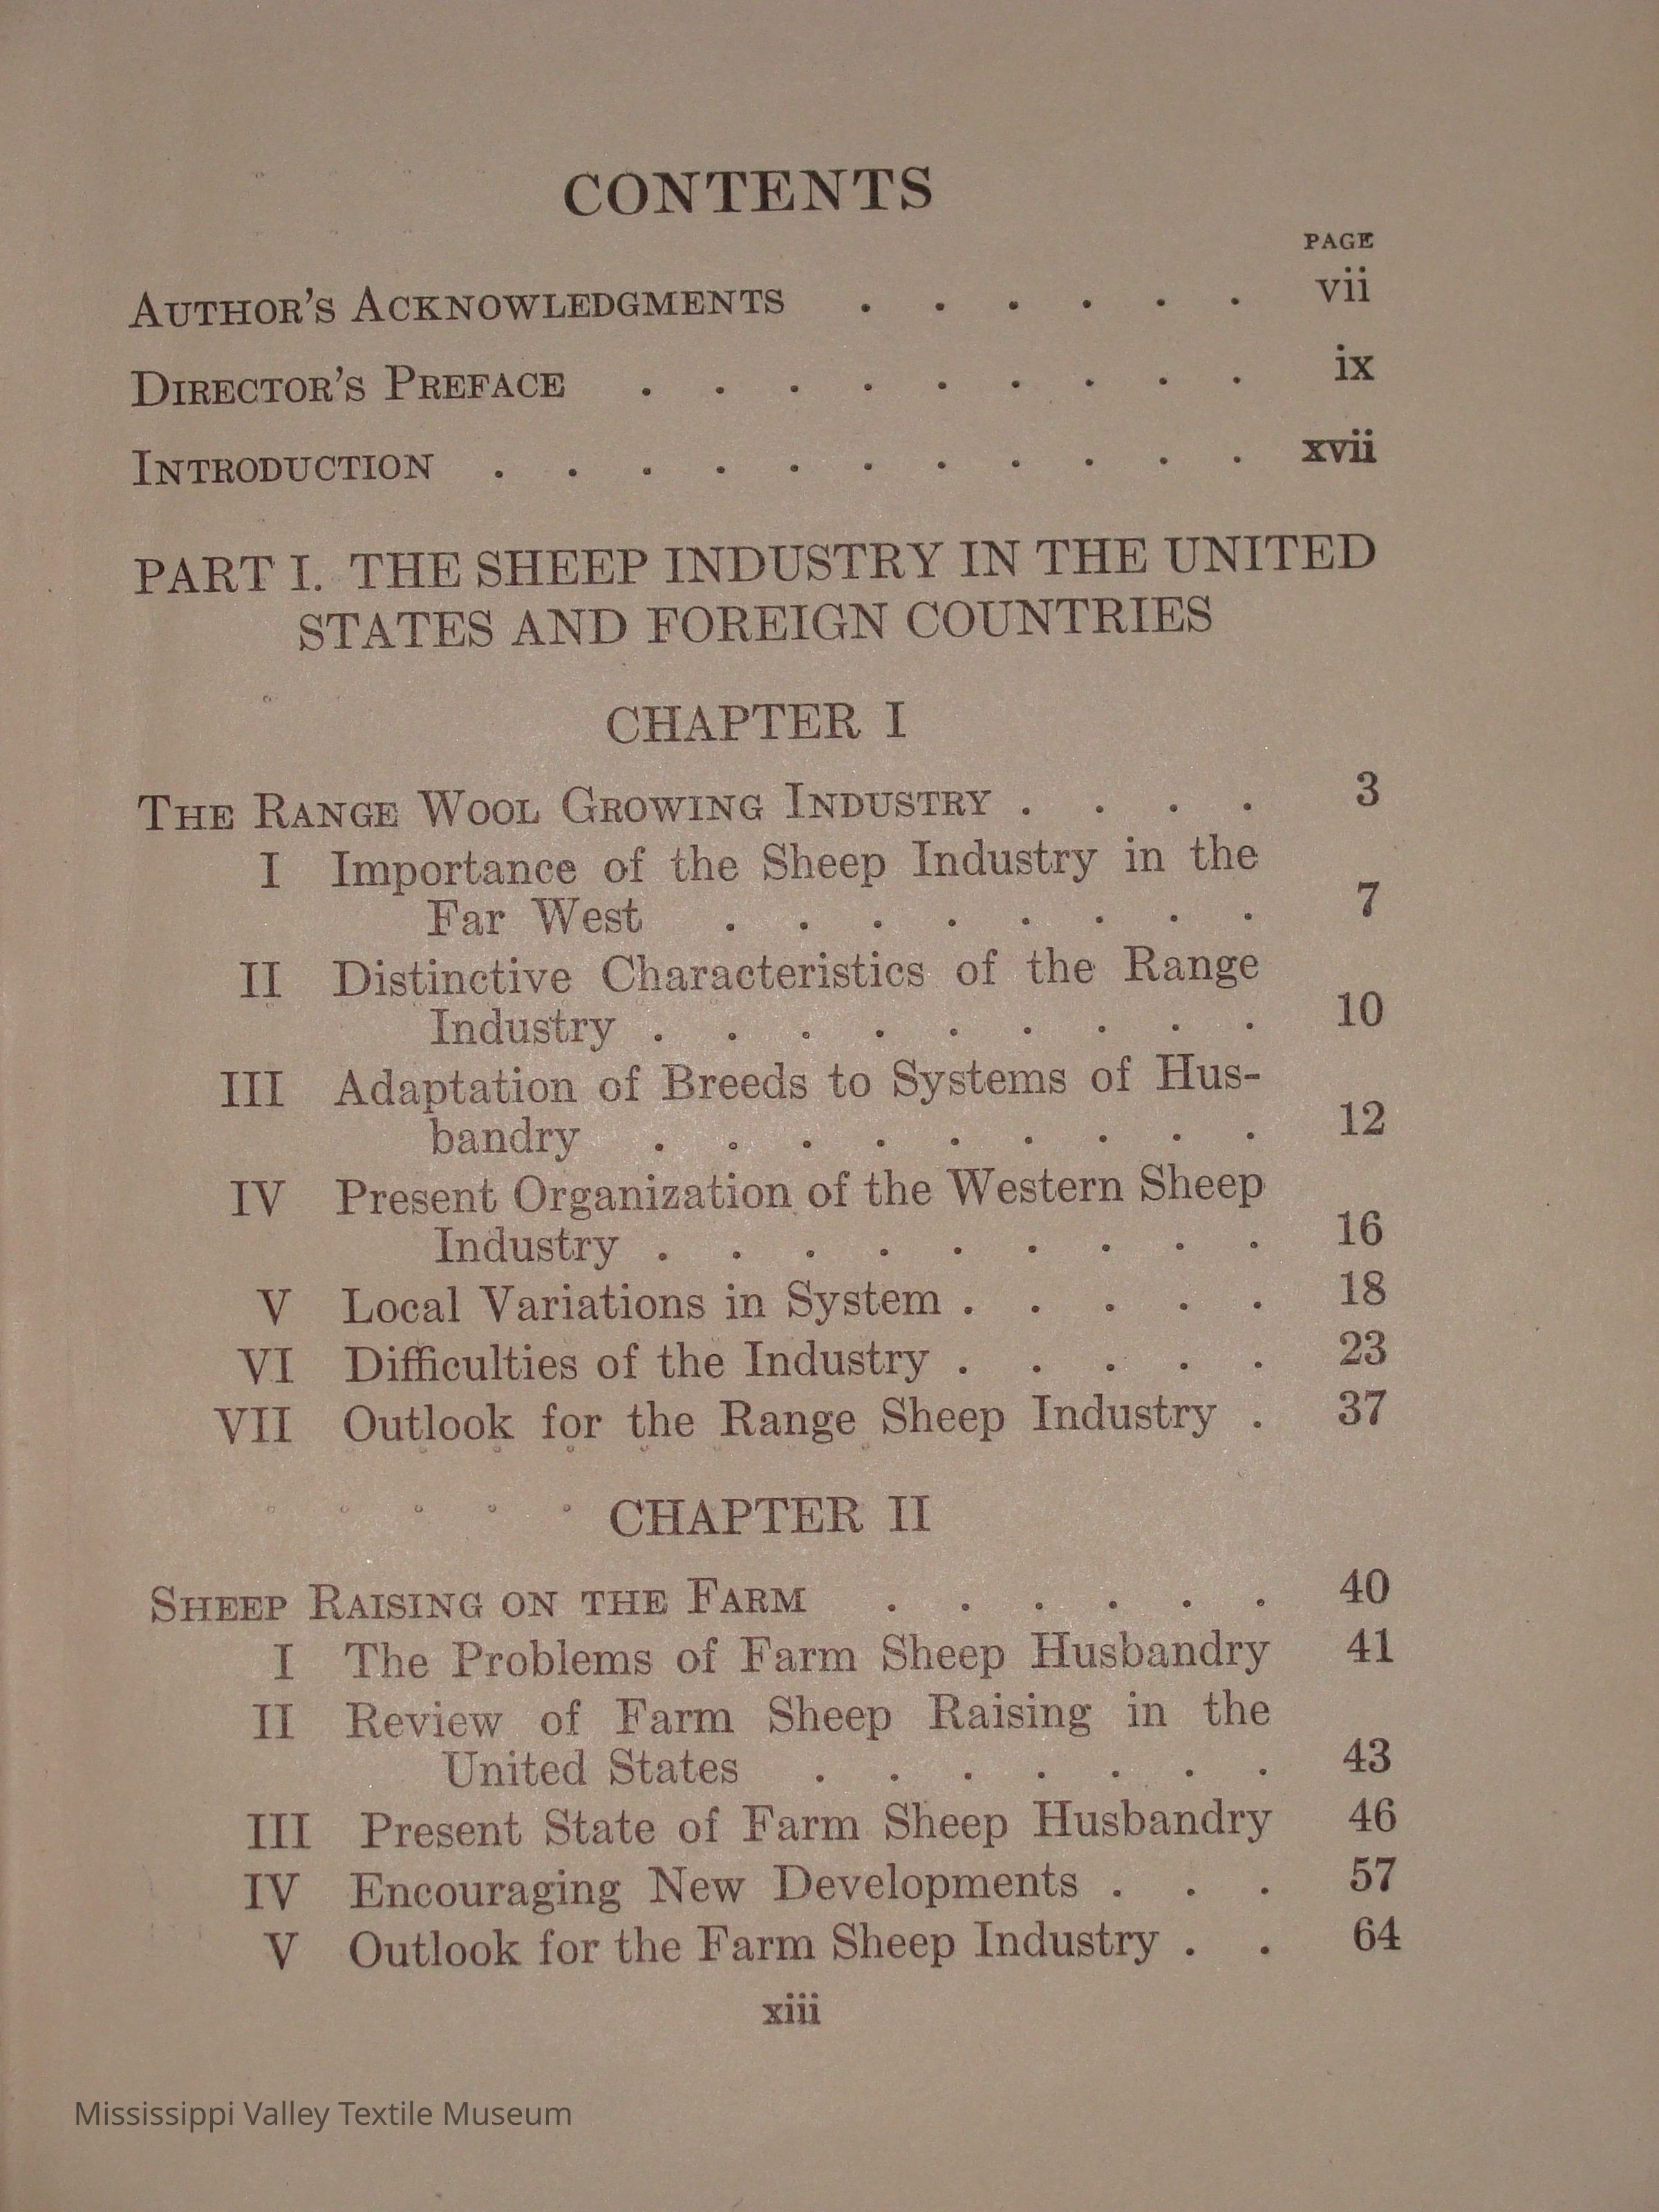 CONTENTS
PAGE
AUTHOR'S ACKNOWLEDGMENTS . . . . . . vii
DIRECTOR'S PREFACE . . . . . . . . . ix
INTRODUCTION . . . . . . . . . . . xvii
PART I. THE SHEEP INDUSTRY IN THE UNITED
STATES AND FOREIGN COUNTRIES
CHAPTER I
THE RANGE WOOL GROWING INDUSTRY . . . . 3
I Importance of the Sheep Industry in the
Far West . . . . . . . . 7
II Distinctive Characteristics of the Range
Industry . . . . . . . . . 10
III Adaptation of Breeds to Systems of Hus-
bandry . . . . . . . . . 12
IV Present Organization of the Western Sheep
Industry . . . . . . . . . 16
V Local Variations in System . . . . . 18
VI Difficulties of the Industry . . . . . 23
VII Outlook for the Range Sheep Industry . 37
CHAPTER II
SHEEP RAISING ON THE FARM . . . . . . 40
I The Problems of Farm Sheep Husbandry 41
II Review of Farm Sheep Raising in the
United States . . . . . . . 43
III Present State of Farm Sheep Husbandry 46
IV Encouraging New Developments . . . 57
V Outlook for the Farm Sheep Industry . . 64
xiii
Mississippi Valley Textile Museum